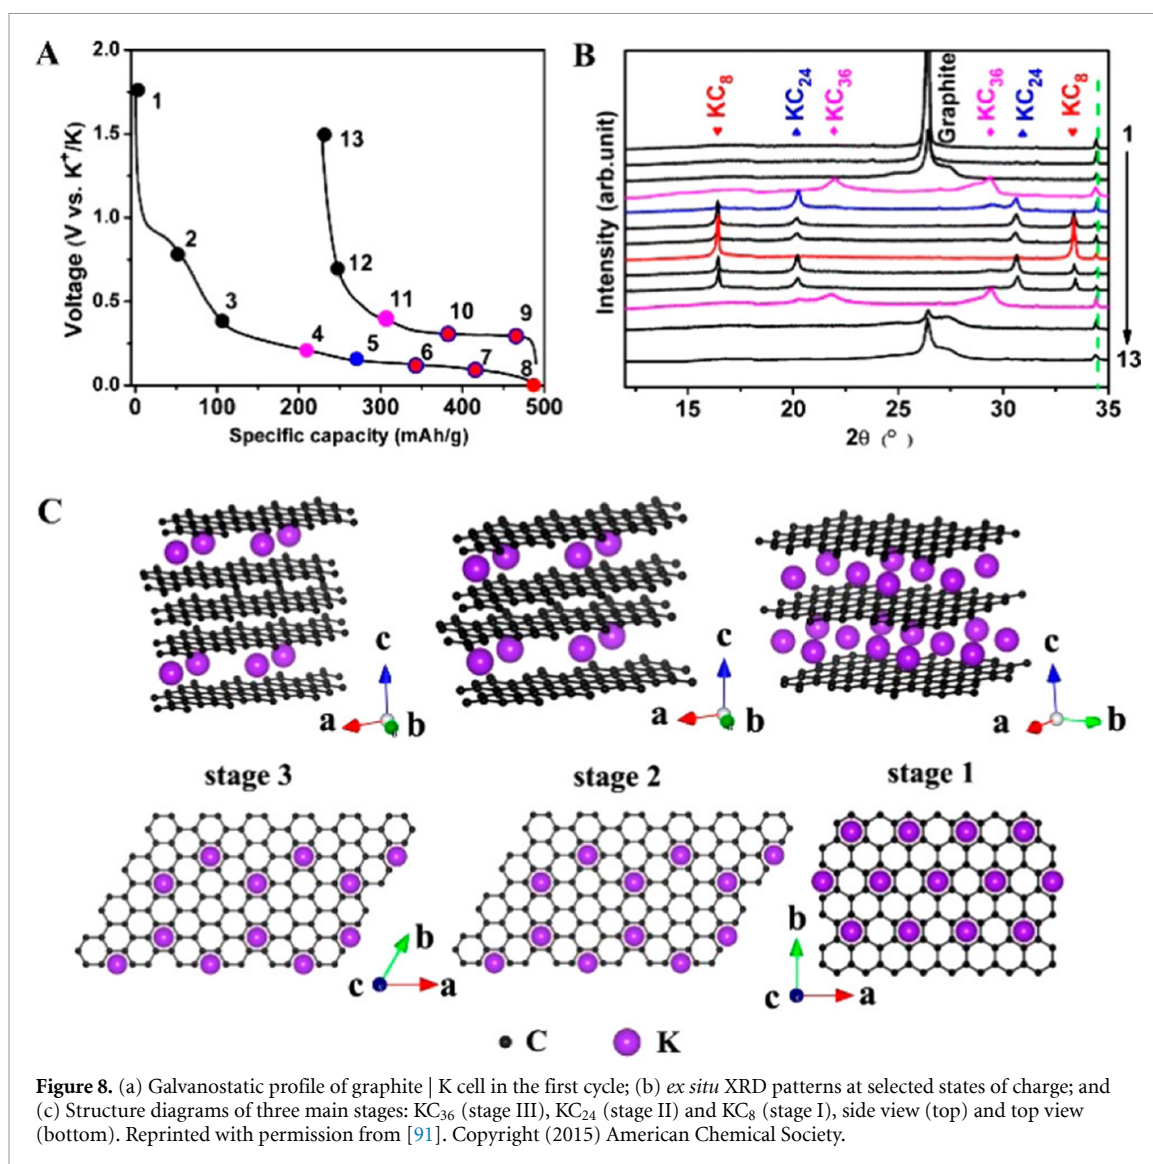 A
B
2.0
1.5
1.0
0.5
0.0
Voltage (V vs. K⁺/K)
1
2
3
4
5
6
7
8
9
10
11
12
13
0
100
200
300
400
500
Specific capacity (mAh/g)
Intensity (arb.unit)
KC₈
KC₂₄
KC₃₆
Graphite
KC₃₆
KC₂₄
KC₈
1
13
15
20
25
30
35
2θ (°)
C
c
a
b
c
a
b
c
a
b
stage 3
stage 2
stage 1
b
c
a
b
c
a
C
K
Figure 8. (a) Galvanostatic profile of graphite | K cell in the first cycle; (b) ex situ XRD patterns at selected states of charge; and
(c) Structure diagrams of three main stages: KC₃₆ (stage III), KC₂₄ (stage II) and KC₈ (stage I), side view (top) and top view
(bottom). Reprinted with permission from [91]. Copyright (2015) American Chemical Society.